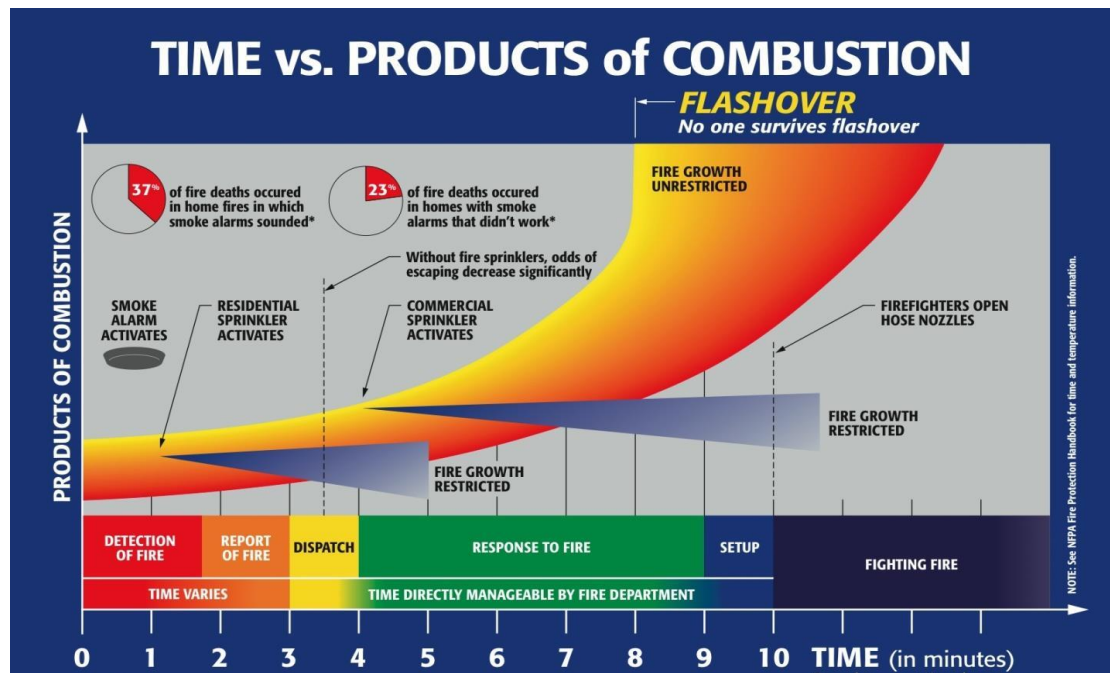 TIME vs. PRODUCTS of COMBUSTION
FLASHOVER
No one survives flashover
37%
of fire deaths occured
in home fires in which
smoke alarms sounded*
23%
of fire deaths occured
in homes with smoke
alarms that didn't work*
FIRE GROWTH
UNRESTRICTED
Without fire sprinklers, odds of
escaping decrease significantly
SMOKE
ALARM
ACTIVATES
RESIDENTIAL
SPRINKLER
ACTIVATES
COMMERCIAL
SPRINKLER
ACTIVATES
FIREFIGHTERS OPEN
HOSE NOZZLES
PRODUCTS OF COMBUSTION
FIRE GROWTH
RESTRICTED
FIRE GROWTH
RESTRICTED
NOTE: See NFPA Fire Protection Handbook for time and temperature information.
DETECTION
OF FIRE
REPORT
OF FIRE
DISPATCH
RESPONSE TO FIRE
SETUP
FIGHTING FIRE
TIME VARIES
TIME DIRECTLY MANAGEABLE BY FIRE DEPARTMENT
0 1 2 3 4 5 6 7 8 9 10 TIME (in minutes)